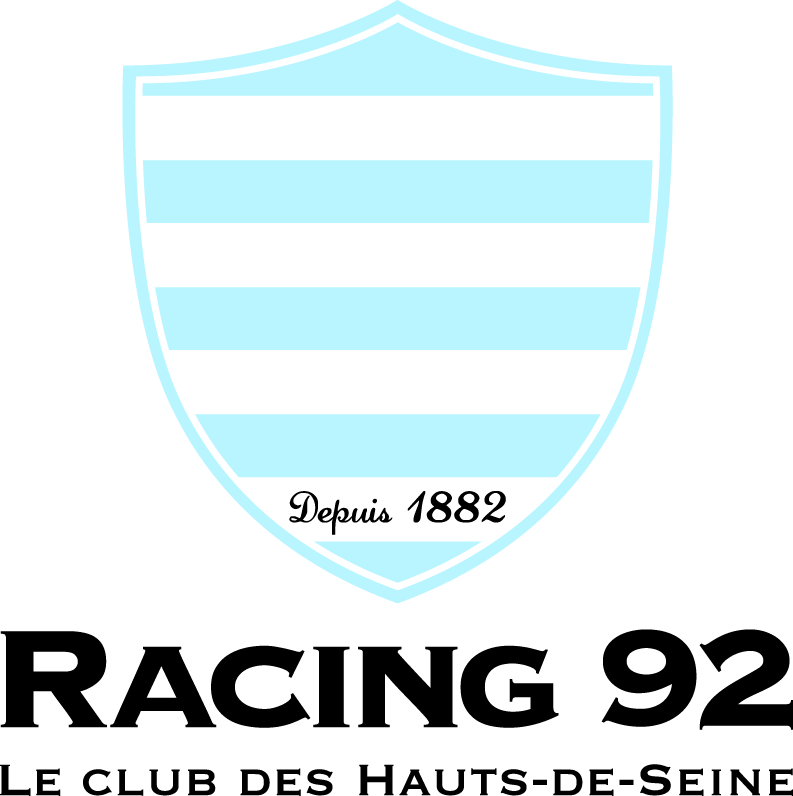 Depuis 1882
RACING 92
LE CLUB DES HAUTS-DE-SEINE